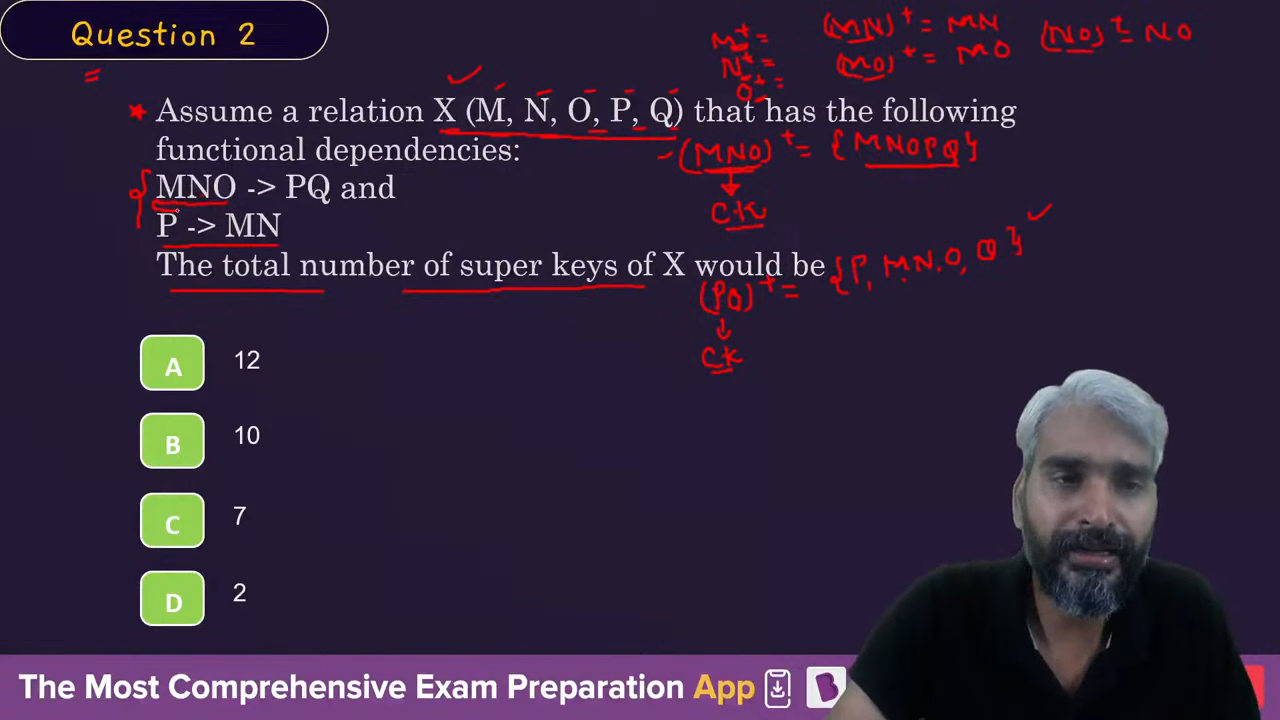 Question 2
M+ =
N+ =
O+ =
(MN)+ = MN
(MO)+ = MO
(NO)+ = NO
* Assume a relation X (M, N, O, P, Q) that has the following
functional dependencies:
(MNO)+ = {MNOPQ}
CK
{MNO -> PQ and
P -> MN
The total number of super keys of X would be
(PO)+ = {P, MN, O, Q}
CK
A 12
B 10
C 7
D 2
The Most Comprehensive Exam Preparation App